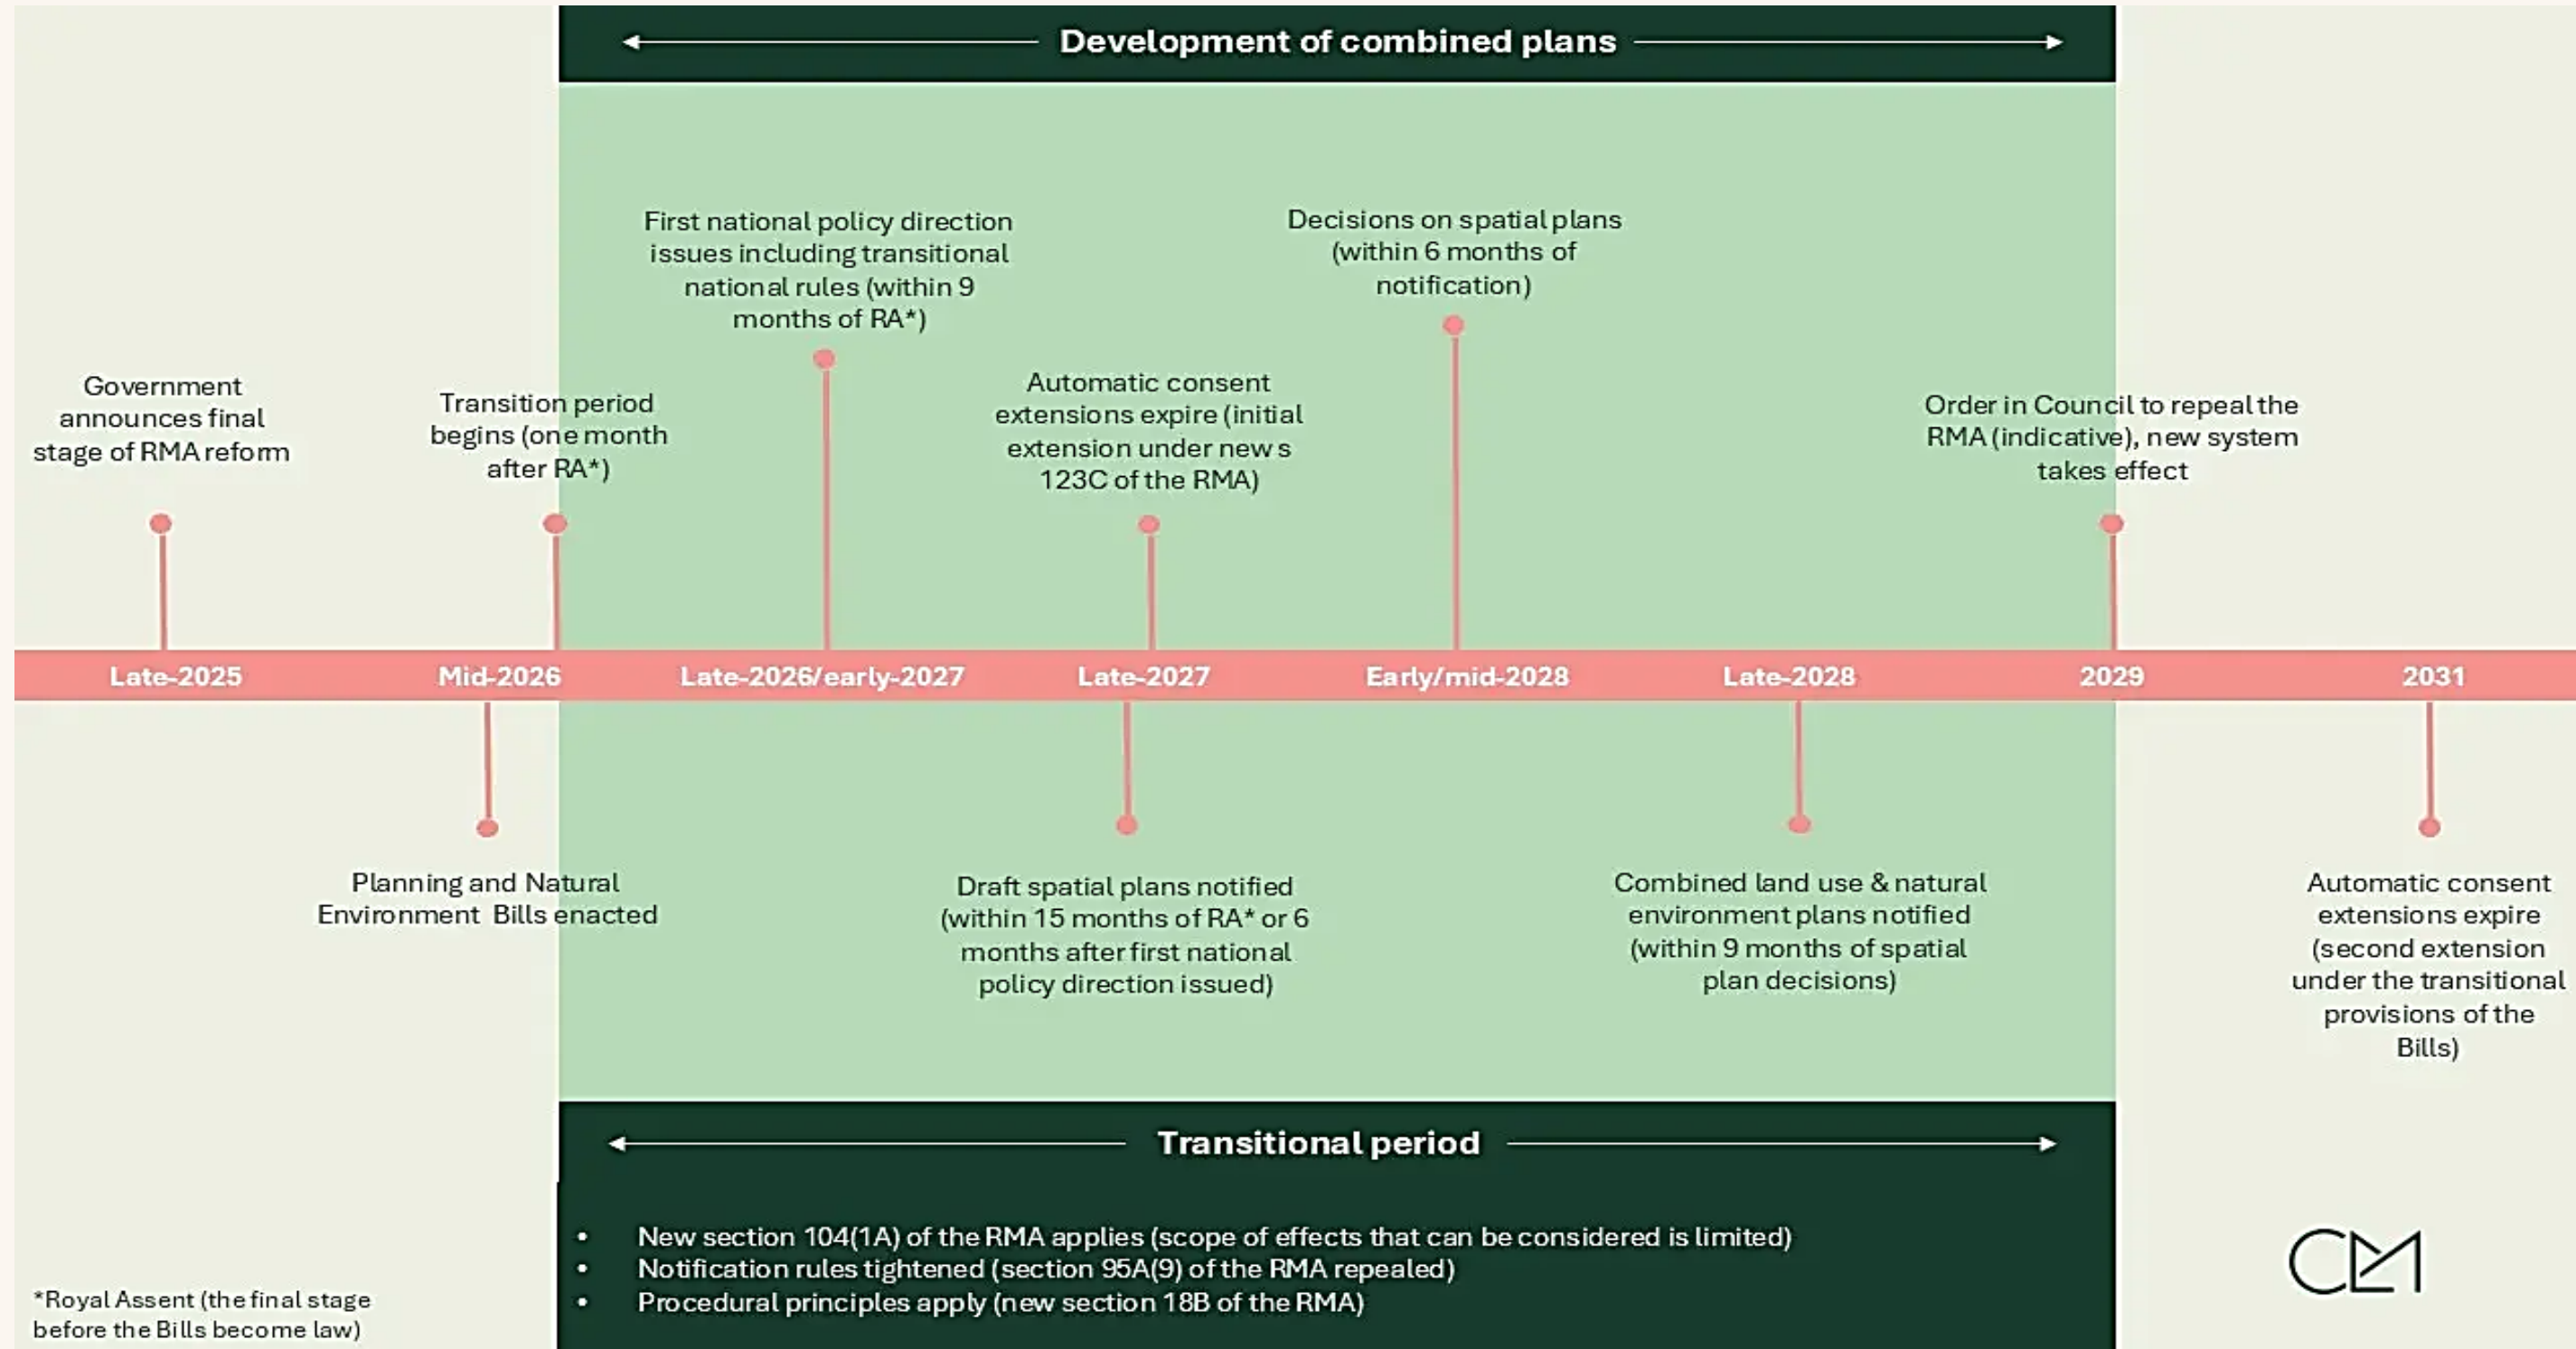 Development of combined plans
First national policy direction
issues including transitional
national rules (within 9
months of RA*)
Decisions on spatial plans
(within 6 months of
notification)
Government
announces final
stage of RMA reform
Transition period
begins (one month
after RA*)
Automatic consent
extensions expire (initial
extension under new s
123C of the RMA)
Order in Council to repeal the
RMA (indicative), new system
takes effect
Late-2025
Mid-2026
Late-2026/early-2027
Late-2027
Early/mid-2028
Late-2028
2029
2031
Planning and Natural
Environment Bills enacted
Draft spatial plans notified
(within 15 months of RA* or 6
months after first national
policy direction issued)
Combined land use & natural
environment plans notified
(within 9 months of spatial
plan decisions)
Automatic consent
extensions expire
(second extension
under the transitional
provisions of the
Bills)
Transitional period
• New section 104(1A) of the RMA applies (scope of effects that can be considered is limited)
• Notification rules tightened (section 95A(9) of the RMA repealed)
• Procedural principles apply (new section 18B of the RMA)
*Royal Assent (the final stage
before the Bills become law)
CLM